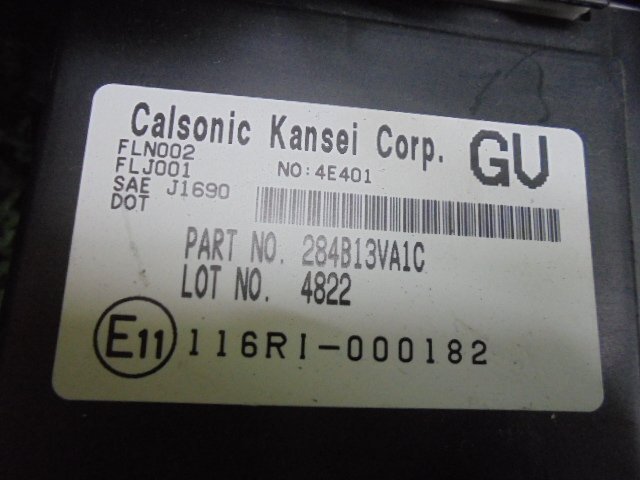 Calsonic Kansei Corp. GU
FLN002
FLJ001 NO:4E401
SAE J1690
DOT
PART NO. 284B13VA1C
LOT NO. 4822
E11 116RI-000182